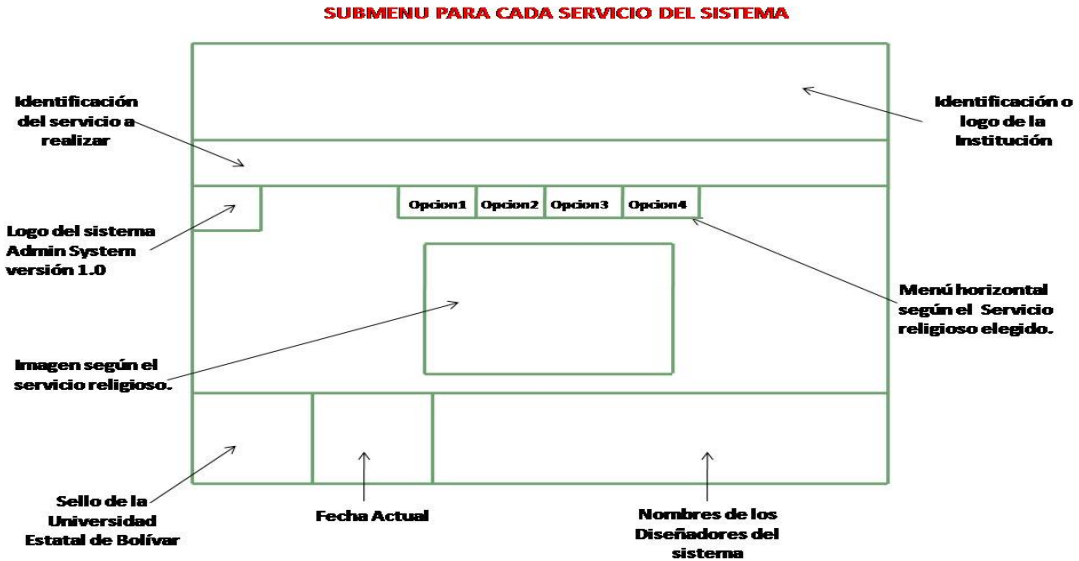 SUBMENU PARA CADA SERVICIO DEL SISTEMA
Identificación
del servicio a
realizar
Identificación o
logo de la
Institución
Opcion1
Opcion2
Opcion3
Opcion4
Logo del sistema
Admin System
versión 1.0
Menú horizontal
según el Servicio
religioso elegido.
Imagen según el
servicio religioso.
Sello de la
Universidad
Estatal de Bolívar
Fecha Actual
Nombres de los
Diseñadores del
sistema